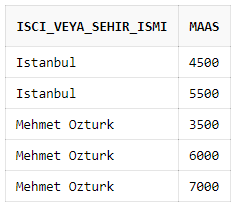 ISCI_VEYA_SEHIR_ISMI MAAS
Istanbul 4500
Istanbul 5500
Mehmet Ozturk 3500
Mehmet Ozturk 6000
Mehmet Ozturk 7000